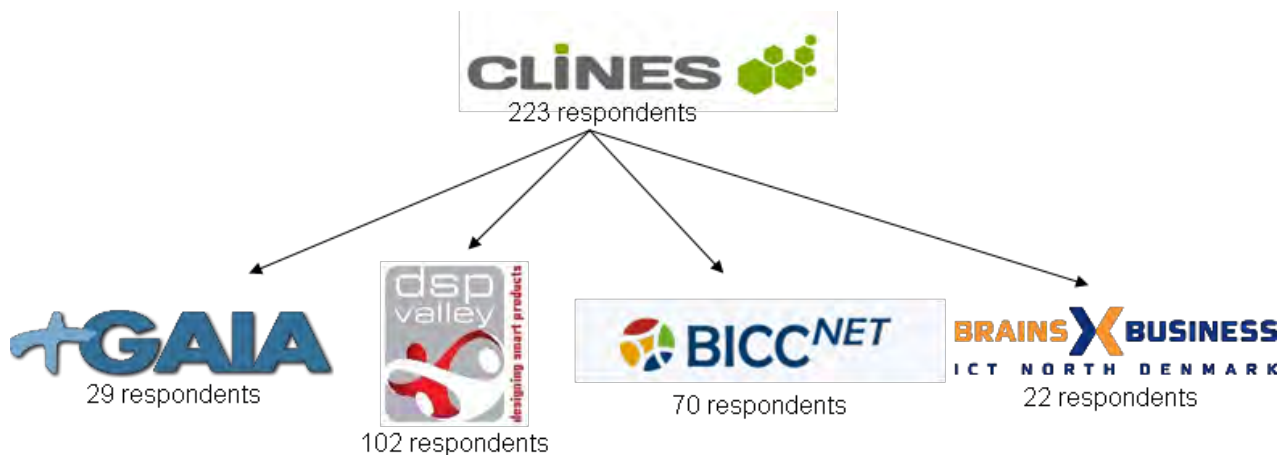 CLiNES
223 respondents
+GAIA
29 respondents
dsp
valley
designing smart products
102 respondents
BICCNET
70 respondents
BRAINS X BUSINESS
ICT NORTH DENMARK
22 respondents